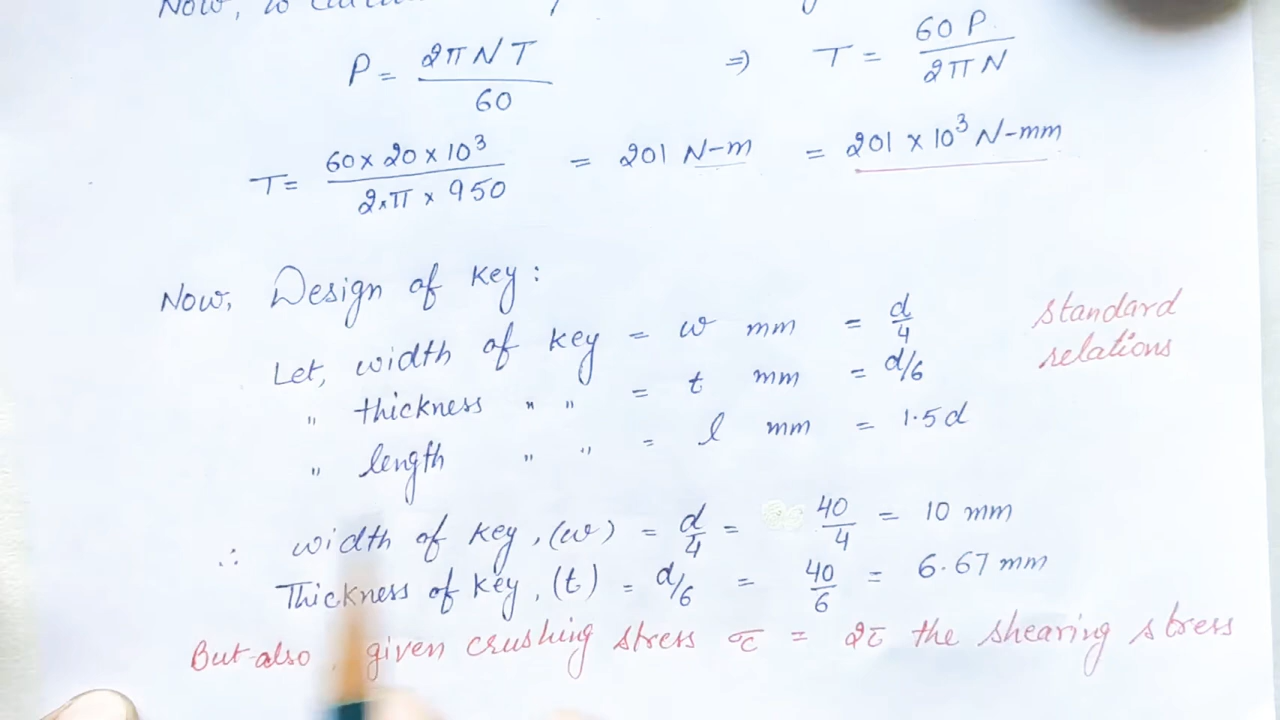 Now, to
P = 2πNT / 60 ⇒ T = 60 P / 2πN
T = 60 x 20 x 10³ / 2 x π x 950 = 201 N-m = 201 x 10³ N-mm
Now, Design of key:
Let, width of key = w mm = d/4 standard
" thickness " " = t mm = d/6 relations
" length " " = l mm = 1.5d
∴ width of key, (w) = d/4 = 40/4 = 10 mm
Thickness of key, (t) = d/6 = 40/6 = 6.67 mm
But also, given crushing stress σc = 2τ the shearing stress